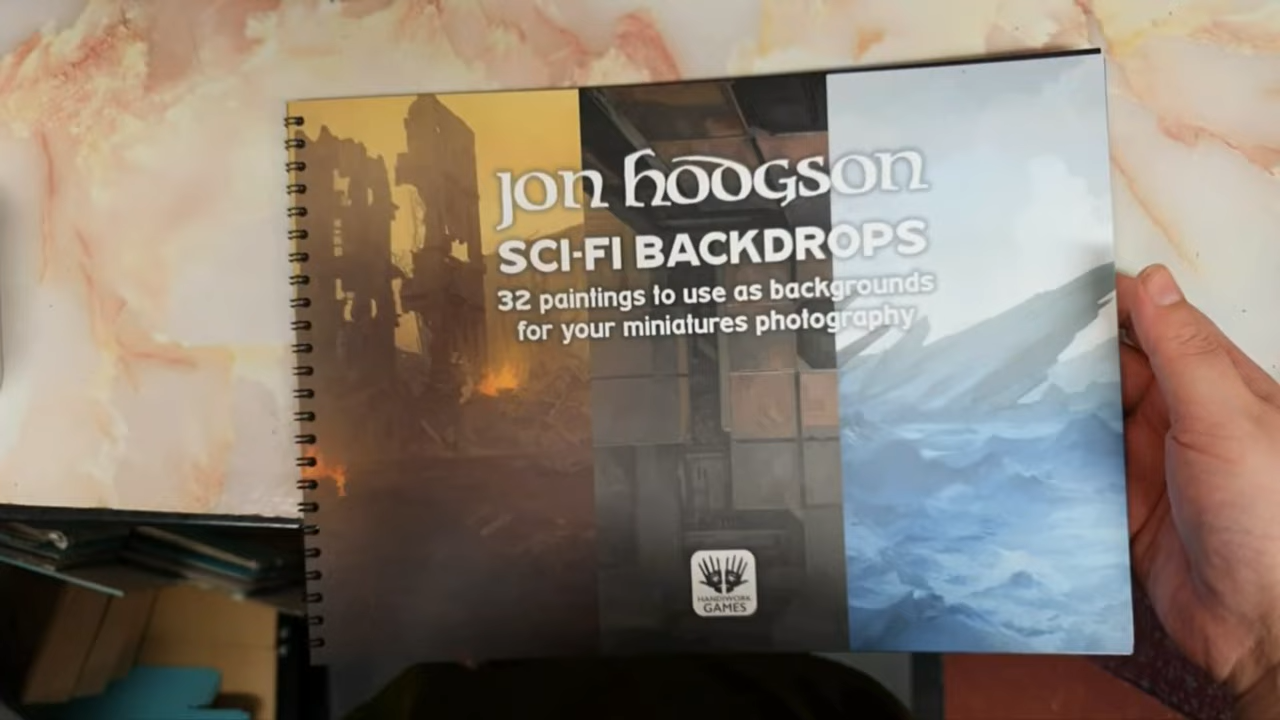 Jon Hodgson
SCI-FI BACKDROPS
32 paintings to use as backgrounds
for your miniatures photography
HANDIWORK
GAMES